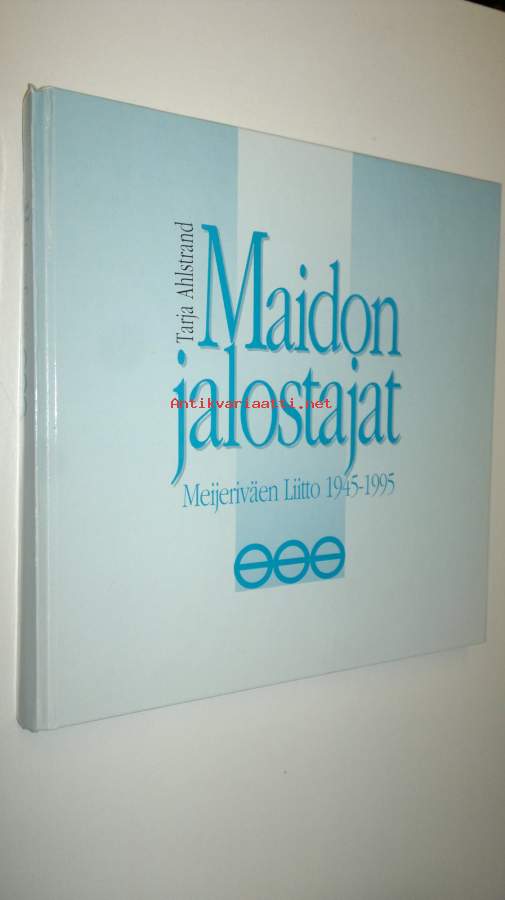 Tarja Ahlstrand
Maidon
jalostajat
Antikvariaatti.net
Meijeriväen Liitto 1945-1995